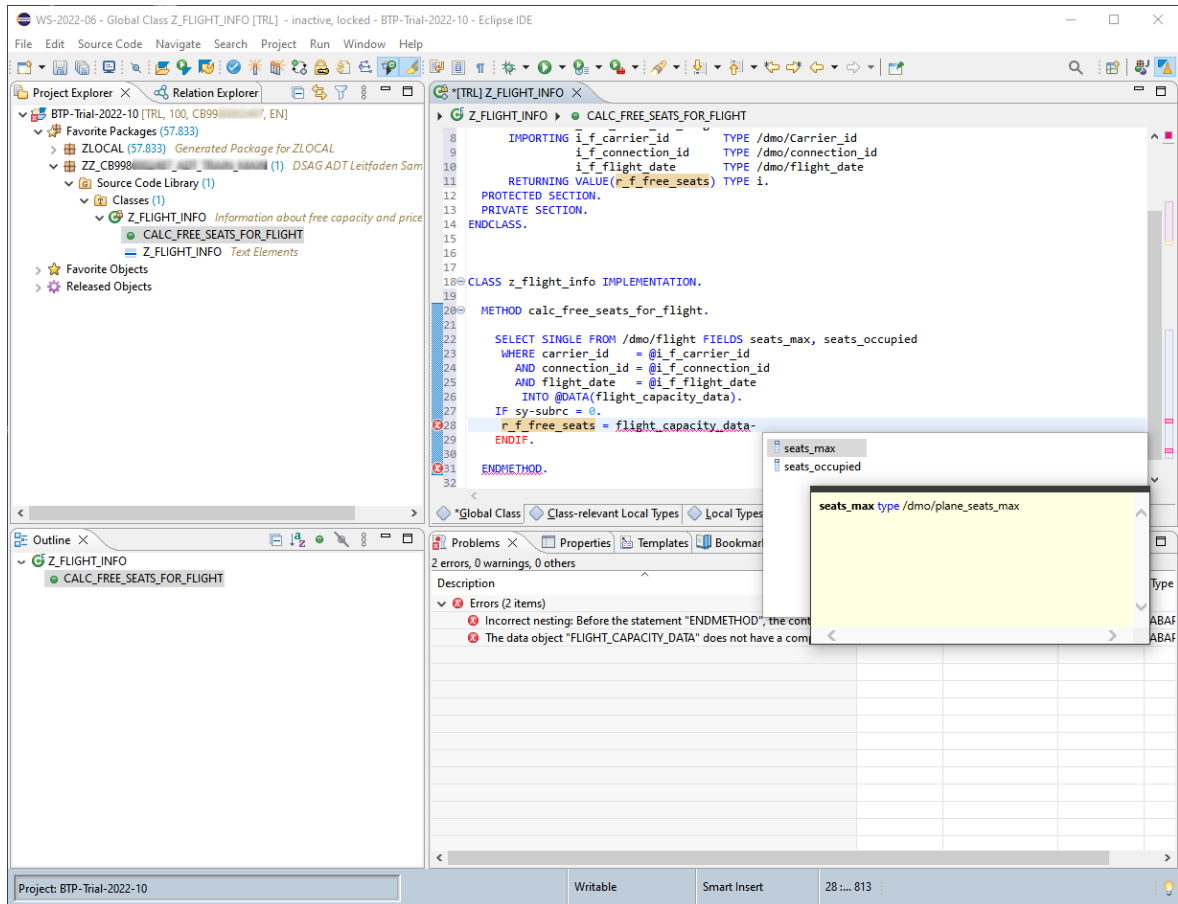 WS-2022-06 - Global Class Z_FLIGHT_INFO [TRL] - inactive, locked - BTP-Trial-2022-10 - Eclipse IDE
File Edit Source Code Navigate Search Project Run Window Help
Project Explorer
Relation Explorer
BTP-Trial-2022-10 [TRL, 100, CB99 , EN]
Favorite Packages (57.833)
ZLOCAL (57.833) Generated Package for ZLOCAL
ZZ_CB998 (1) DSAG ADT Leitfaden Sam
Source Code Library (1)
Classes (1)
Z_FLIGHT_INFO Information about free capacity and price
CALC_FREE_SEATS_FOR_FLIGHT
Z_FLIGHT_INFO Text Elements
Favorite Objects
Released Objects
*[TRL] Z_FLIGHT_INFO
Z_FLIGHT_INFO CALC_FREE_SEATS_FOR_FLIGHT
8 IMPORTING i_f_carrier_id TYPE /dmo/Carrier_id
9 i_f_connection_id TYPE /dmo/connection_id
10 i_f_flight_date TYPE /dmo/flight_date
11 RETURNING VALUE(r_f_free_seats) TYPE i.
12 PROTECTED SECTION.
13 PRIVATE SECTION.
14 ENDCLASS.
15
16
17
18 CLASS z_flight_info IMPLEMENTATION.
19
20 METHOD calc_free_seats_for_flight.
21
22 SELECT SINGLE FROM /dmo/flight FIELDS seats_max, seats_occupied
23 WHERE carrier_id = @i_f_carrier_id
24 AND connection_id = @i_f_connection_id
25 AND flight_date = @i_f_flight_date
26 INTO @DATA(flight_capacity_data).
27 IF sy-subrc = 0.
28 r_f_free_seats = flight_capacity_data-
29 ENDIF.
30
31 ENDMETHOD.
32
seats_max
seats_occupied
seats_max type /dmo/plane_seats_max
*Global Class Class-relevant Local Types Local Types
Outline
Z_FLIGHT_INFO
CALC_FREE_SEATS_FOR_FLIGHT
Problems Properties Templates Bookmar
2 errors, 0 warnings, 0 others
Description Type
Errors (2 items)
Incorrect nesting: Before the statement "ENDMETHOD", the cont ABAP
The data object "FLIGHT_CAPACITY_DATA" does not have a com ABAP
Project: BTP-Trial-2022-10 Writable Smart Insert 28 :... 813